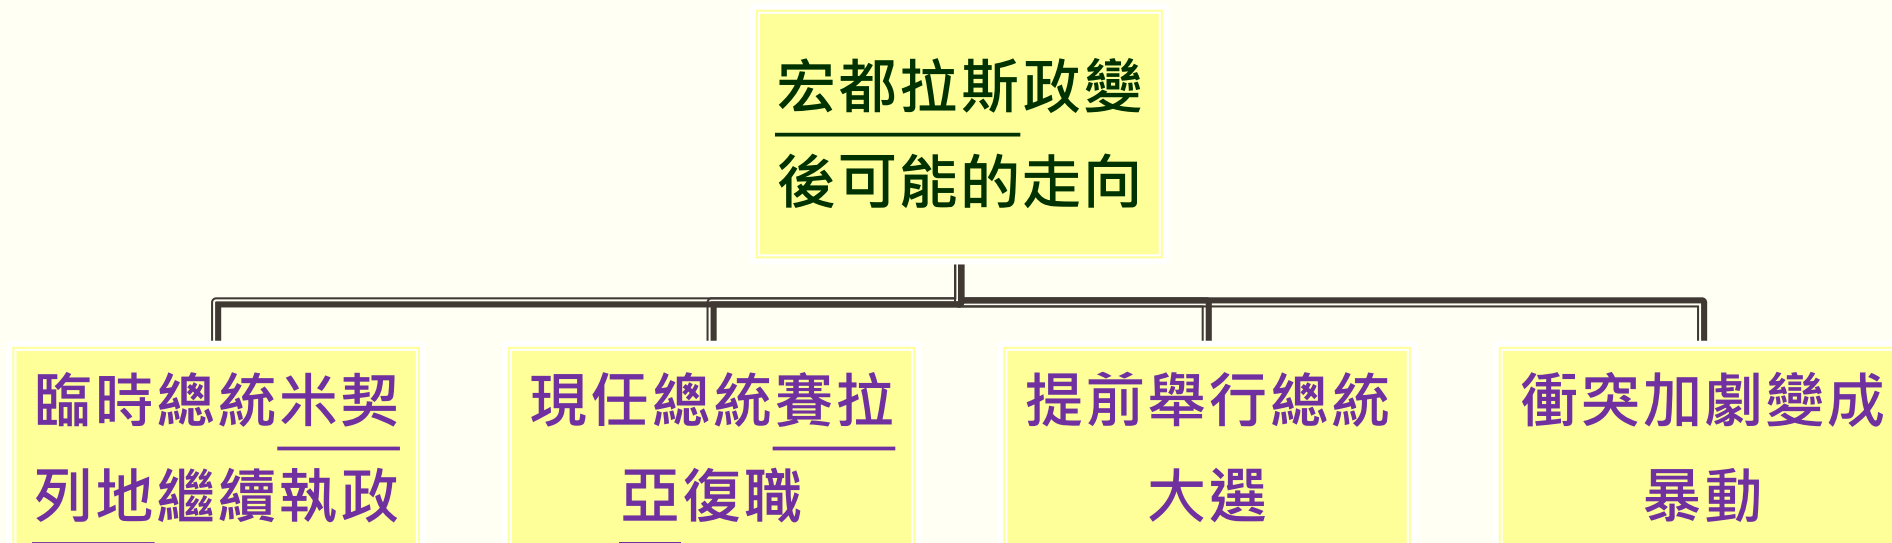 宏都拉斯政變
後可能的走向
臨時總統米契
列地繼續執政
現任總統賽拉
亞復職
提前舉行總統
大選
衝突加劇變成
暴動